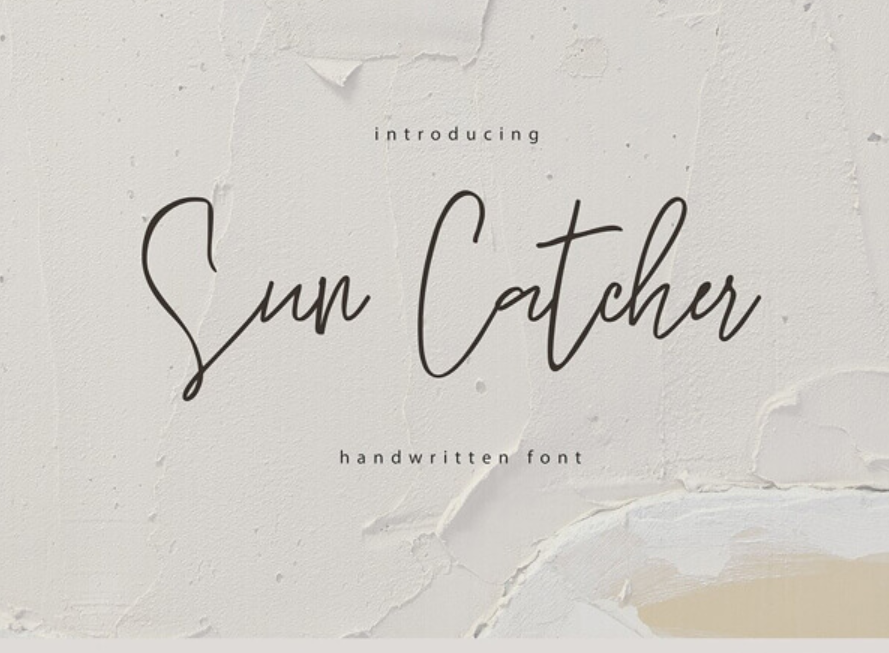 introducing
Sun Catcher
handwritten font